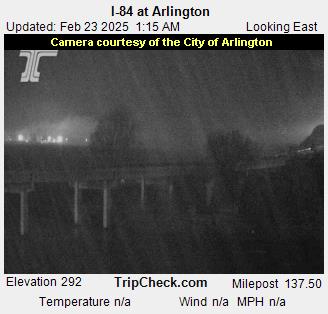 I-84 at Arlington
Updated: Feb 23 2025 1:15 AM Looking East
Camera courtesy of the City of Arlington
Elevation 292 TripCheck.com Milepost 137.50
Temperature n/a Wind n/a MPH n/a